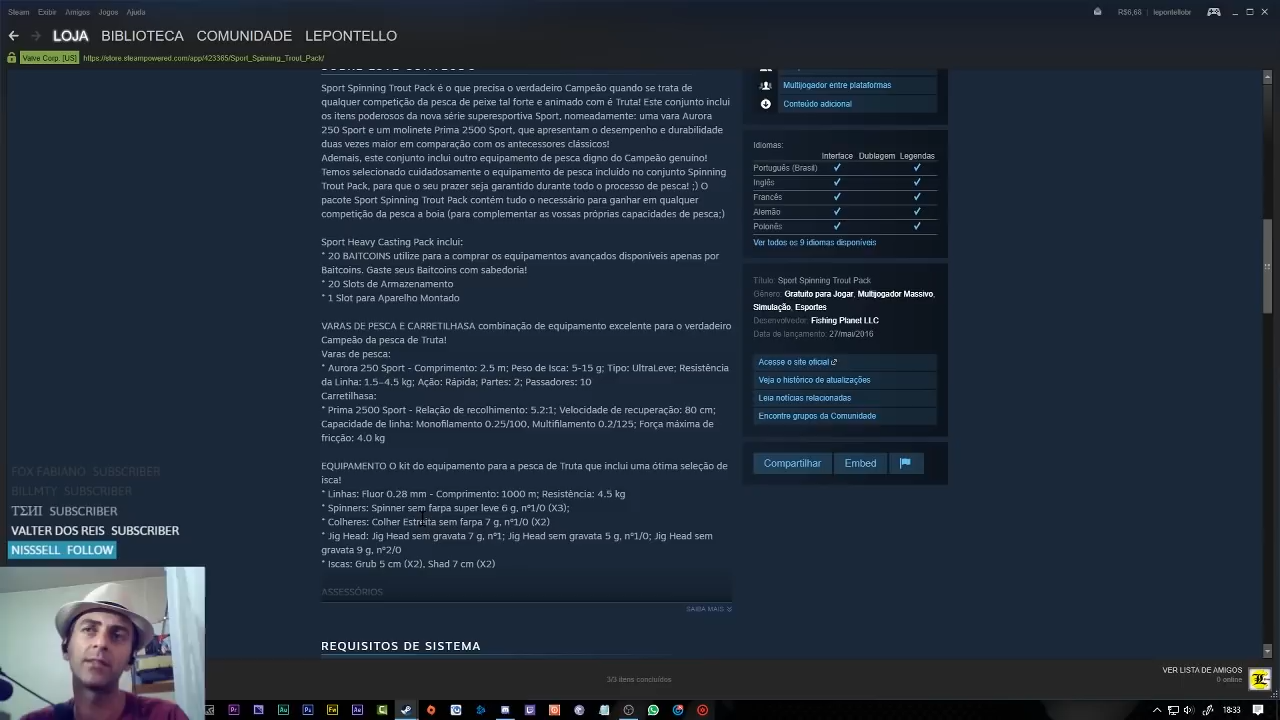 Steam Exibir Amigos Jogos Ajuda
R$6,68 lepontellobr
LOJA BIBLIOTECA COMUNIDADE LEPONTELLO
Valve Corp. [US] https://store.steampowered.com/app/423365/Sport_Spinning_Trout_Pack/
Sport Spinning Trout Pack é o que precisa o verdadeiro Campeão quando se trata de
qualquer competição da pesca de peixe tal forte e animado com é Truta! Este conjunto inclui
os itens poderosos da nova série superesportiva Sport, nomeadamente: uma vara Aurora
250 Sport e um molinete Prima 2500 Sport, que apresentam o desempenho e durabilidade
duas vezes maior em comparação com os antecessores clássicos!
Ademais, este conjunto inclui outro equipamento de pesca digno do Campeão genuíno!
Temos selecionado cuidadosamente o equipamento de pesca incluído no conjunto Spinning
Trout Pack, para que o seu prazer seja garantido durante todo o processo de pesca! ;) O
pacote Sport Spinning Trout Pack contém tudo o necessário para ganhar em qualquer
competição da pesca a boia (para complementar as vossas próprias capacidades de pesca;)
Sport Heavy Casting Pack inclui:
* 20 BAITCOINS utilize para a comprar os equipamentos avançados disponíveis apenas por
Baitcoins. Gaste seus Baitcoins com sabedoria!
* 20 Slots de Armazenamento
* 1 Slot para Aparelho Montado
VARAS DE PESCA E CARRETILHASA combinação de equipamento excelente para o verdadeiro
Campeão da pesca de Truta!
Varas de pesca:
* Aurora 250 Sport - Comprimento: 2.5 m; Peso de Isca: 5-15 g; Tipo: UltraLeve; Resistência
da Linha: 1.5–4.5 kg; Ação: Rápida; Partes: 2; Passadores: 10
Carretilhasa:
* Prima 2500 Sport - Relação de recolhimento: 5.2:1; Velocidade de recuperação: 80 cm;
Capacidade de linha: Monofilamento 0.25/100, Multifilamento 0.2/125; Força máxima de
fricção: 4.0 kg
EQUIPAMENTO O kit do equipamento para a pesca de Truta que inclui uma ótima seleção de
isca!
* Linhas: Fluor 0.28 mm - Comprimento: 1000 m; Resistência: 4.5 kg
* Spinners: Spinner sem farpa super leve 6 g, nº1/0 (X3);
* Colheres: Colher Estreita sem farpa 7 g, nº1/0 (X2)
* Jig Head: Jig Head sem gravata 7 g, nº1; Jig Head sem gravata 5 g, nº1/0; Jig Head sem
gravata 9 g, nº2/0
* Iscas: Grub 5 cm (X2), Shad 7 cm (X2)
ASSESSÓRIOS
SAIBA MAIS
REQUISITOS DE SISTEMA
Multijogador entre plataformas
Conteúdo adicional
Idiomas:
Interface Dublagem Legendas
Português (Brasil)
Inglês
Francês
Alemão
Polonês
Ver todos os 9 idiomas disponíveis
Título: Sport Spinning Trout Pack
Gênero: Gratuito para Jogar, Multijogador Massivo,
Simulação, Esportes
Desenvolvedor: Fishing Planet LLC
Data de lançamento: 27/mai/2016
Acesse o site oficial
Veja o histórico de atualizações
Leia notícias relacionadas
Encontre grupos da Comunidade
Compartilhar Embed
FOX FABIANO SUBSCRIBER
BILLMTY SUBSCRIBER
SUBSCRIBER
VALTER DOS REIS SUBSCRIBER
NISSSELL FOLLOW
3/3 itens concluídos
VER LISTA DE AMIGOS
0 online
Pr Ae Au Fw Ae
18:33